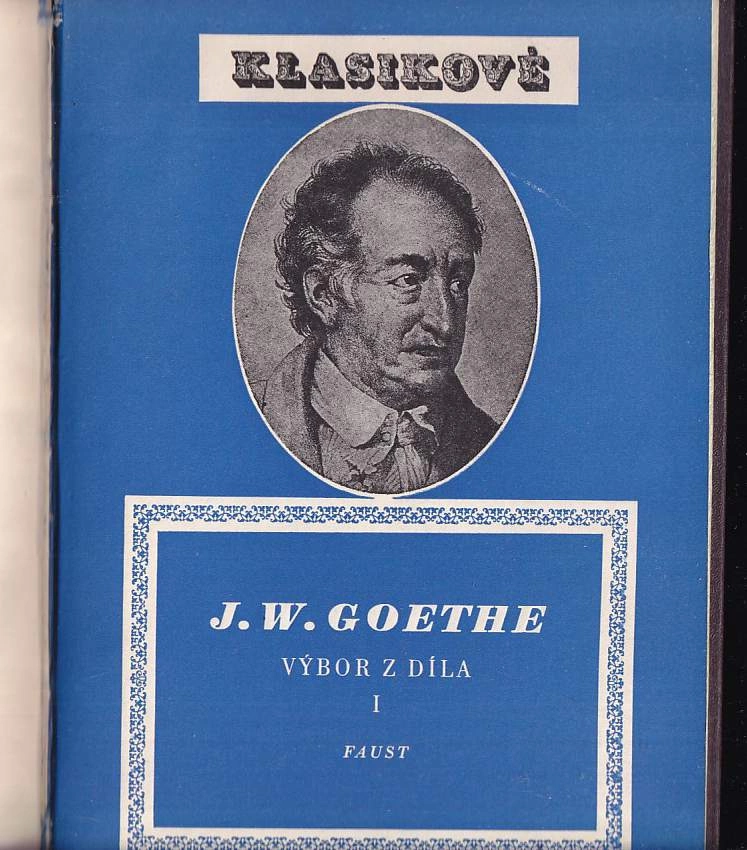 KLASIKOVÉ
J. W. GOETHE
VÝBOR Z DÍLA
I
FAUST